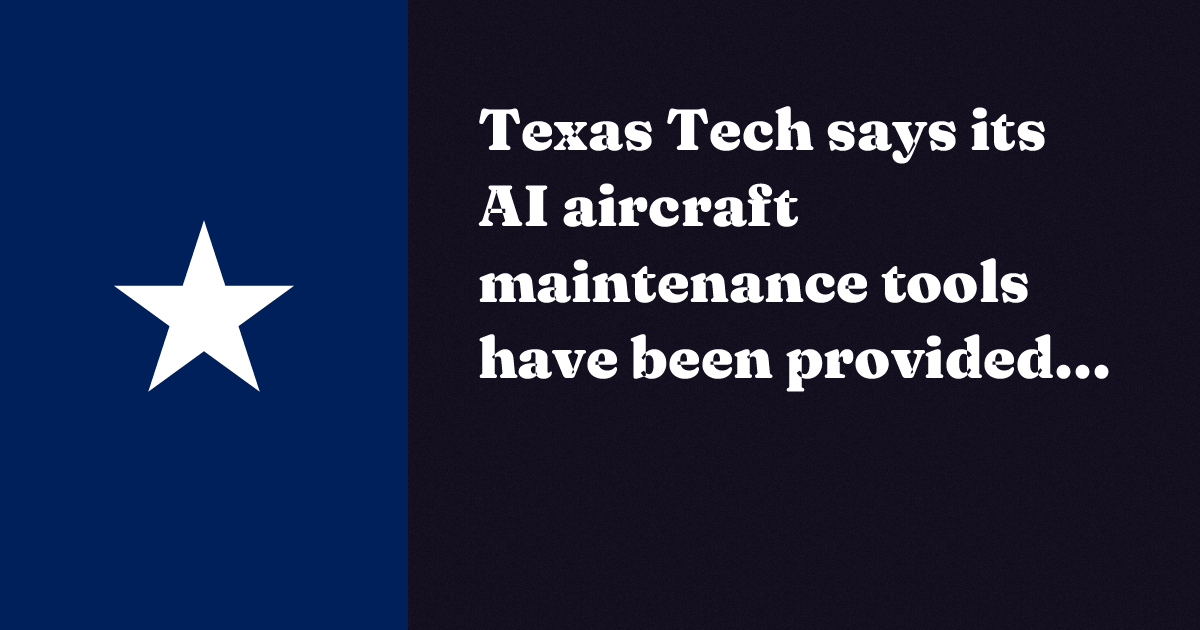 Texas Tech says its
AI aircraft
maintenance tools
have been provided...